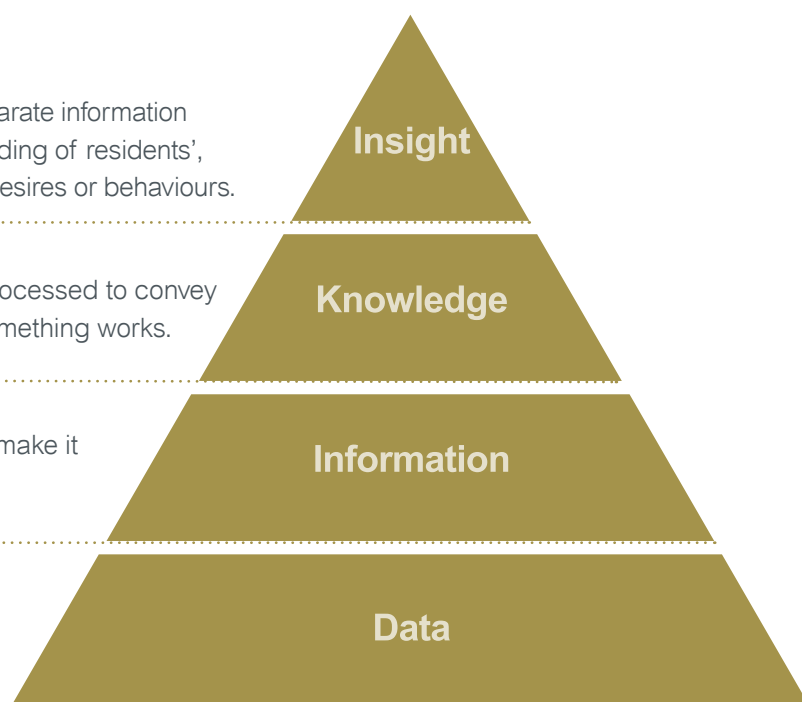 arate information
ding of residents',
esires or behaviours.
Insight
ocessed to convey
mething works.
Knowledge
make it
Information
Data